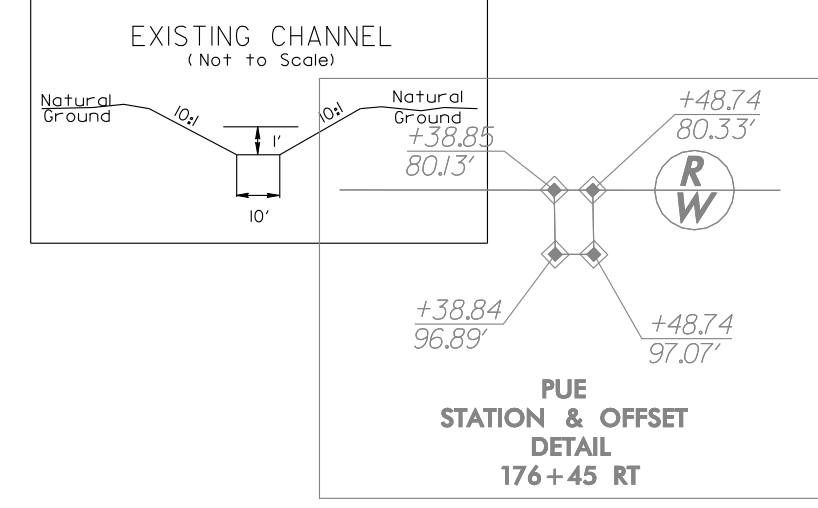 EXISTING CHANNEL
(Not to Scale)
Natural
Ground
10:1
1'
10'
10:1
Natural
Ground
+38.85
80.13'
+48.74
80.33'
R
W
+38.84
96.89'
+48.74
97.07'
PUE
STATION & OFFSET
DETAIL
176+45 RT